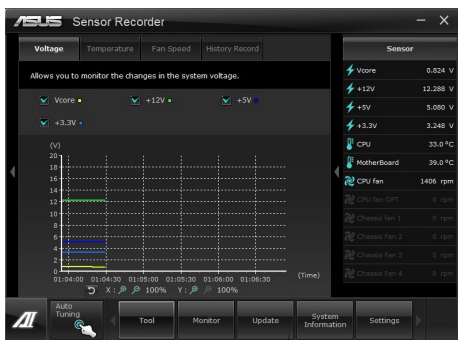 ASUS Sensor Recorder
Voltage Temperature Fan Speed History Record
Allows you to monitor the changes in the system voltage.
Vcore +12V +5V
+3.3V
(V)
20
18
16
14
12
10
8
6
4
2
0
01:04:00 01:04:30 01:05:00 01:05:30 01:06:00 01:06:30
(Time)
X : 100% Y : 100%
Sensor
Vcore 0.824 V
+12V 12.288 V
+5V 5.080 V
+3.3V 3.248 V
CPU 33.0 °C
MotherBoard 39.0 °C
CPU fan 1406 rpm
CPU fan OPT 0 rpm
Chassis Fan 1 0 rpm
Chassis Fan 2 0 rpm
Chassis Fan 3 0 rpm
Chassis Fan 4 0 rpm
Auto
Tuning
Tool
Monitor
Update
System
Information
Settings